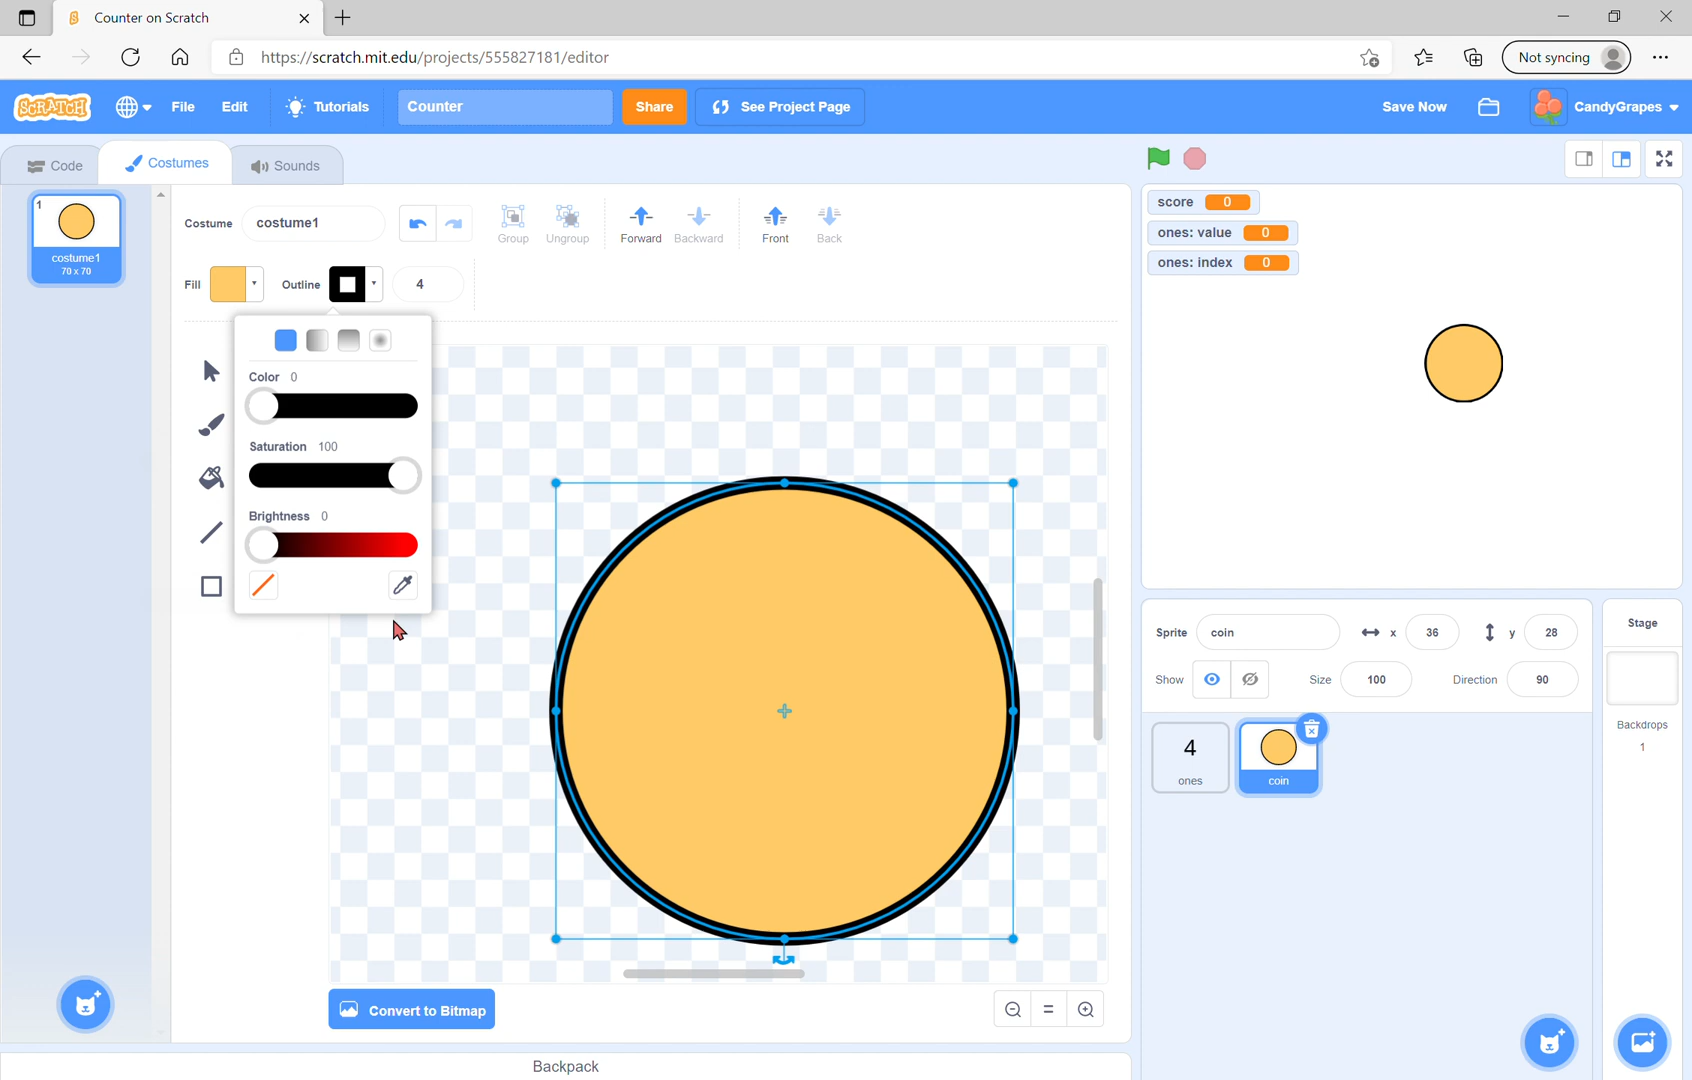 Counter on Scratch
https://scratch.mit.edu/projects/555827181/editor
Not syncing
SCRATCH
File
Edit
Tutorials
Counter
Share
See Project Page
Save Now
CandyGrapes
Code
Costumes
Sounds
1
costume1
70 x 70
Costume
costume1
Group
Ungroup
Forward
Backward
Front
Back
Fill
Outline
4
Color 0
Saturation 100
Brightness 0
Convert to Bitmap
Backpack
score 0
ones: value 0
ones: index 0
Sprite coin x 36 y 28
Show Size 100 Direction 90
4
ones
coin
Stage
Backdrops
1